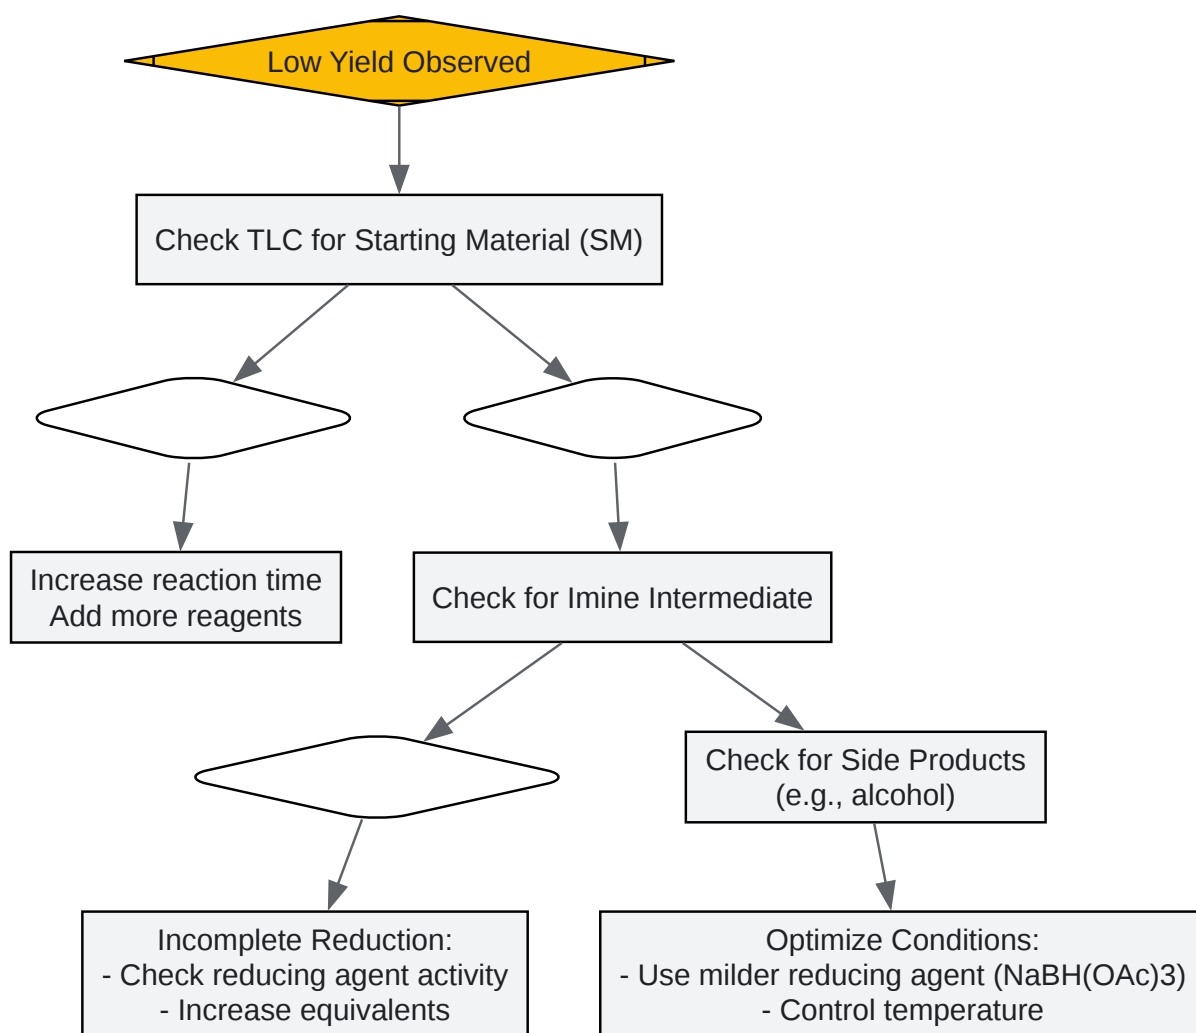 Low Yield Observed
Check TLC for Starting Material (SM)
Increase reaction time
Add more reagents
Check for Imine Intermediate
Check for Side Products
(e.g., alcohol)
Incomplete Reduction:
- Check reducing agent activity
- Increase equivalents
Optimize Conditions:
- Use milder reducing agent (NaBH(OAc)3)
- Control temperature